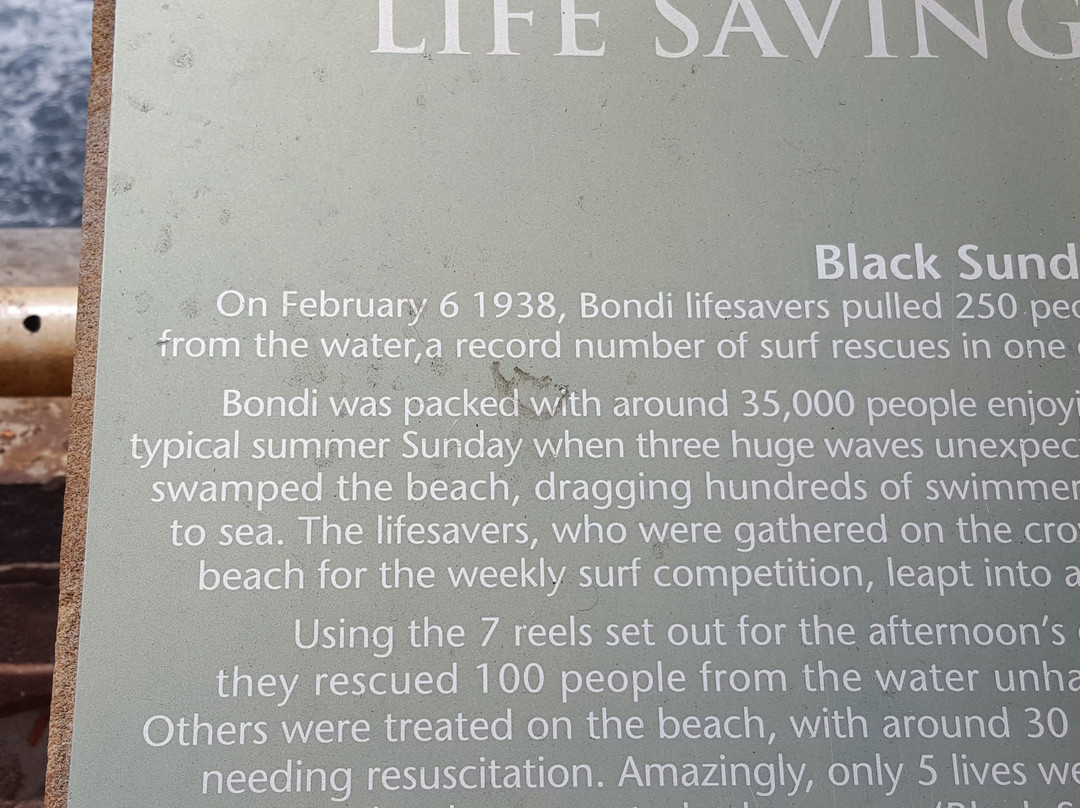 LIFE SAVING
Black Sund
On February 6 1938, Bondi lifesavers pulled 250 peo
from the water,a record number of surf rescues in one
Bondi was packed with around 35,000 people enjoyi
typical summer Sunday when three huge waves unexpec
swamped the beach, dragging hundreds of swimmer
to sea. The lifesavers, who were gathered on the cro
beach for the weekly surf competition, leapt into a
Using the 7 reels set out for the afternoon's
they rescued 100 people from the water unha
Others were treated on the beach, with around 30
needing resuscitation. Amazingly, only 5 lives we